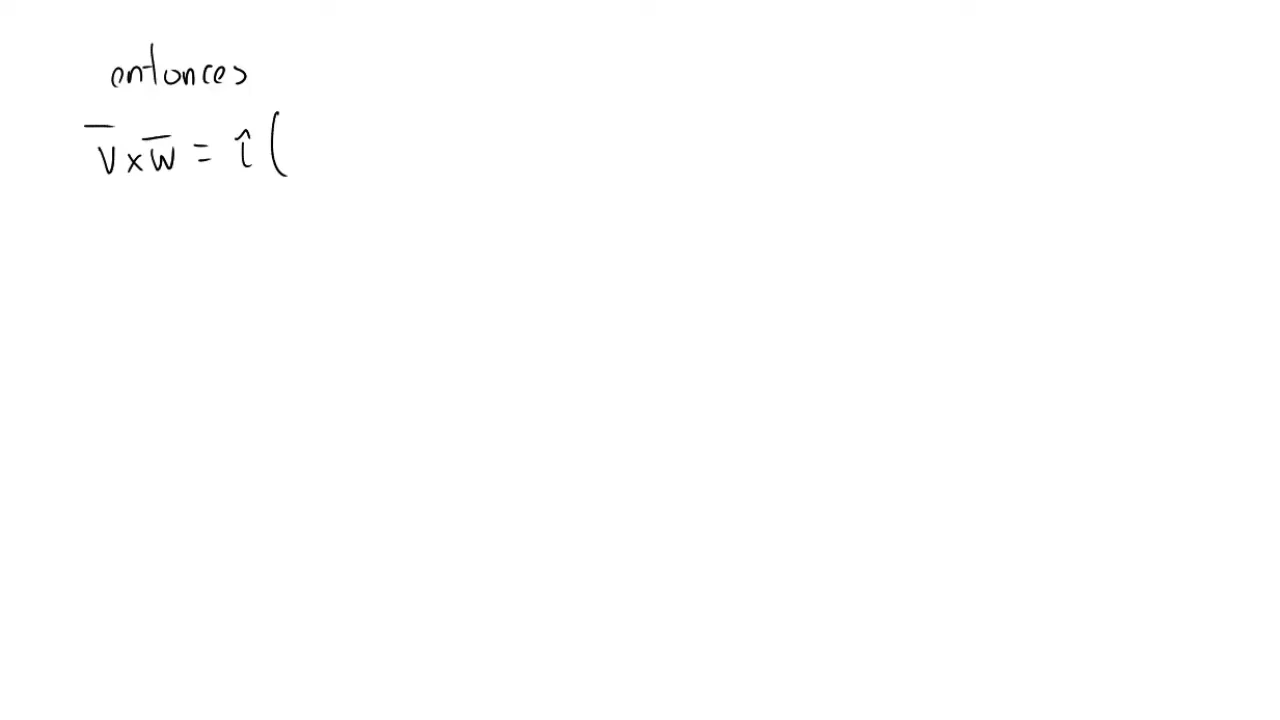 entonces
v̅ x w̅ = î (